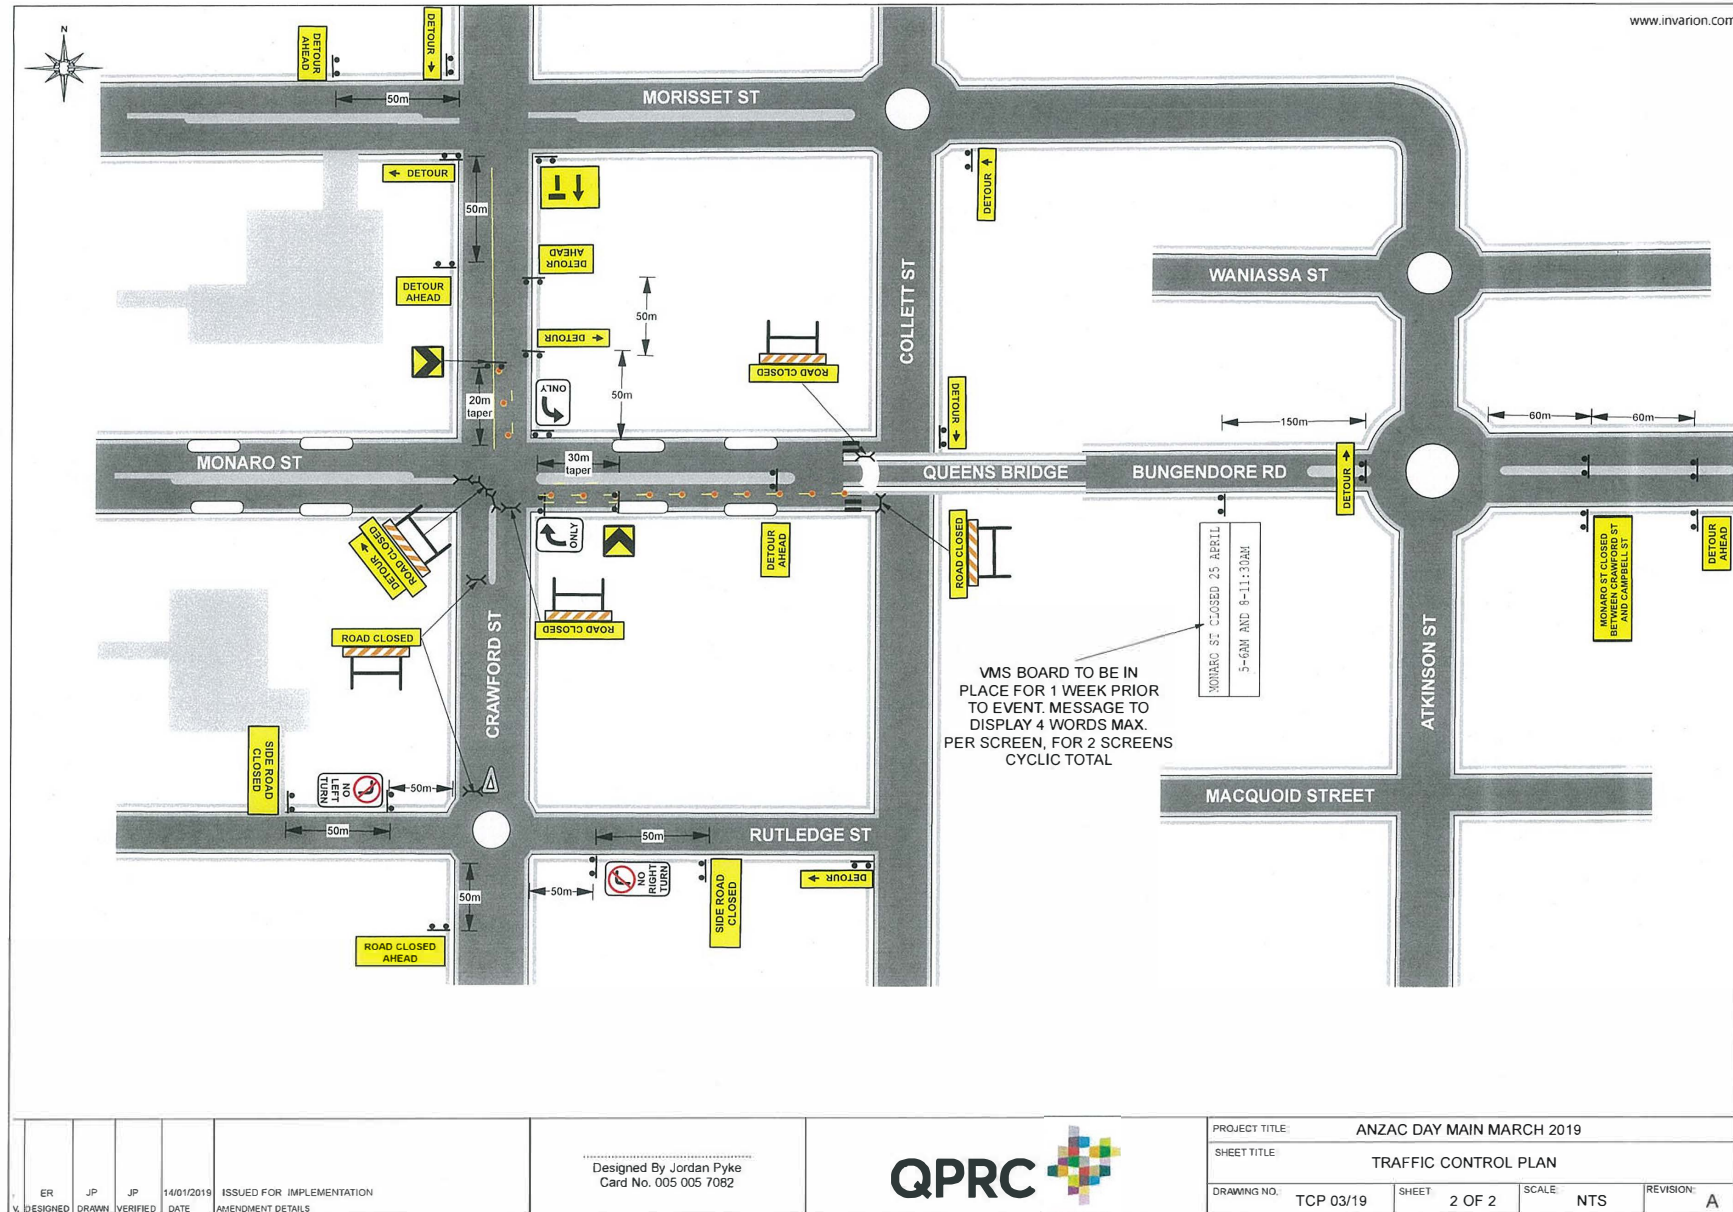 www.invarion.com
N
DETOUR
AHEAD
DETOUR
50m
MORISSET ST
DETOUR
50m
DETOUR
AHEAD
DETOUR
AHEAD
DETOUR
50m
DETOUR
WANIASSA ST
COLLETT ST
ROAD CLOSED
20m
taper
ONLY
50m
DETOUR
60m
60m
150m
MONARO ST
30m
taper
QUEENS BRIDGE
BUNGENDORE RD
DETOUR
ROAD CLOSED
DETOUR
ONLY
DETOUR
AHEAD
ROAD CLOSED
MONARO ST CLOSED 25 APRIL
5-6AM AND 8-11:30AM
MONARO ST CLOSED
BETWEEN CRAWFORD ST
AND CAMPBELL ST
DETOUR
AHEAD
ROAD CLOSED
ROAD CLOSED
CRAWFORD ST
ATKINSON ST
VMS BOARD TO BE IN
PLACE FOR 1 WEEK PRIOR
TO EVENT. MESSAGE TO
DISPLAY 4 WORDS MAX.
PER SCREEN, FOR 2 SCREENS
CYCLIC TOTAL
SIDE ROAD
CLOSED
NO
LEFT
TURN
50m
50m
MACQUOID STREET
50m
RUTLEDGE ST
50m
50m
NO
RIGHT
TURN
SIDE ROAD
CLOSED
DETOUR
ROAD CLOSED
AHEAD
ER
JP
JP
14/01/2019
ISSUED FOR IMPLEMENTATION
DESIGNED
DRAWN
VERIFIED
DATE
AMENDMENT DETAILS
Designed By Jordan Pyke
Card No. 005 005 7082
QPRC
PROJECT TITLE: ANZAC DAY MAIN MARCH 2019
SHEET TITLE: TRAFFIC CONTROL PLAN
DRAWING NO. TCP 03/19
SHEET 2 OF 2
SCALE: NTS
REVISION: A